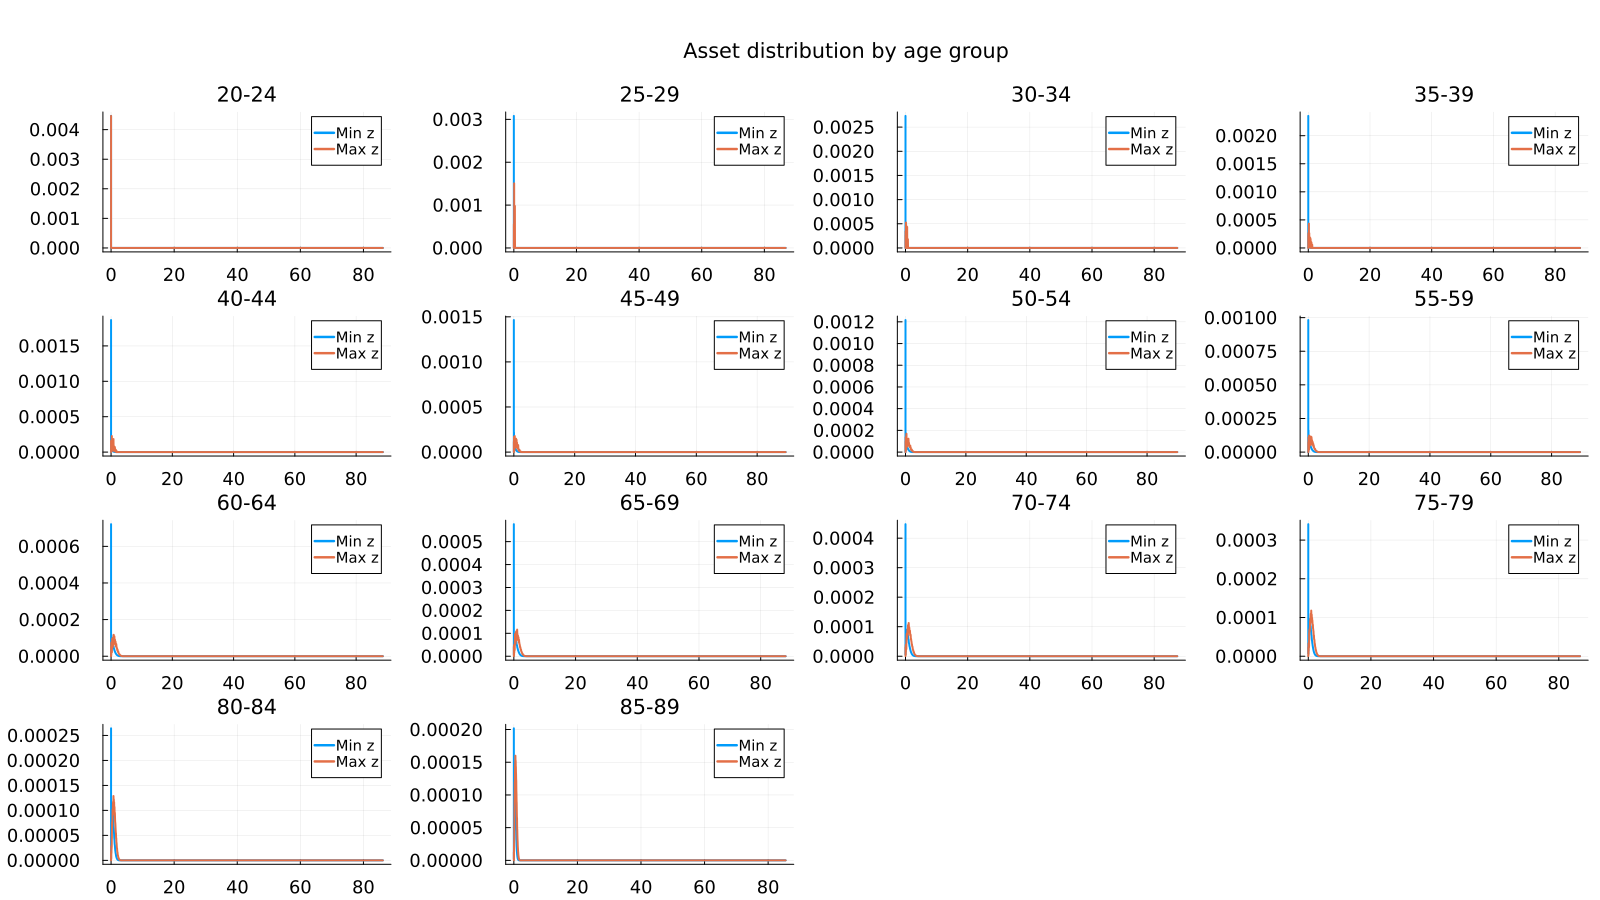 Asset distribution by age group
20-24 25-29 30-34 35-39
0.004 0.003 0.002 0.001 0.000
Min z
Max z
0 20 40 60 80
0.003 0.002 0.001 0.000
Min z
Max z
0 20 40 60 80
0.0025 0.0020 0.0015 0.0010 0.0005 0.0000
Min z
Max z
0 20 40 60 80
0.0020 0.0015 0.0010 0.0005 0.0000
Min z
Max z
0 20 40 60 80
40-44 45-49 50-54 55-59
0.0015 0.0010 0.0005 0.0000
Min z
Max z
0 20 40 60 80
0.0015 0.0010 0.0005 0.0000
Min z
Max z
0 20 40 60 80
0.0012 0.0010 0.0008 0.0006 0.0004 0.0002 0.0000
Min z
Max z
0 20 40 60 80
0.00100 0.00075 0.00050 0.00025 0.00000
Min z
Max z
0 20 40 60 80
60-64 65-69 70-74 75-79
0.0006 0.0004 0.0002 0.0000
Min z
Max z
0 20 40 60 80
0.0005 0.0004 0.0003 0.0002 0.0001 0.0000
Min z
Max z
0 20 40 60 80
0.0004 0.0003 0.0002 0.0001 0.0000
Min z
Max z
0 20 40 60 80
0.0003 0.0002 0.0001 0.0000
Min z
Max z
0 20 40 60 80
80-84 85-89
0.00025 0.00020 0.00015 0.00010 0.00005 0.00000
Min z
Max z
0 20 40 60 80
0.00020 0.00015 0.00010 0.00005 0.00000
Min z
Max z
0 20 40 60 80